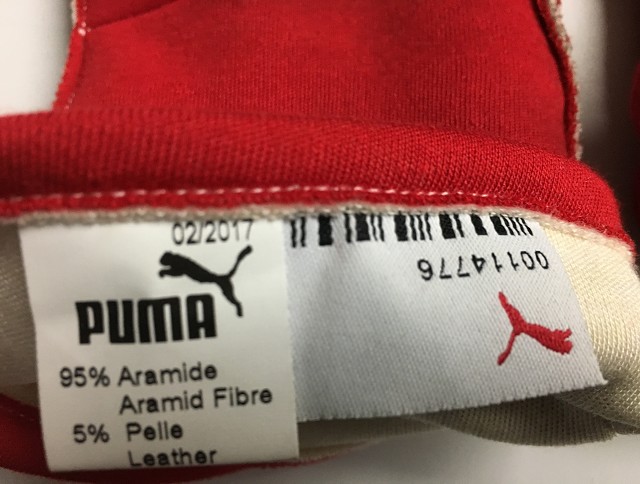 02/2017
PUMA
95% Aramide
Aramid Fibre
5% Pelle
Leather
00114776